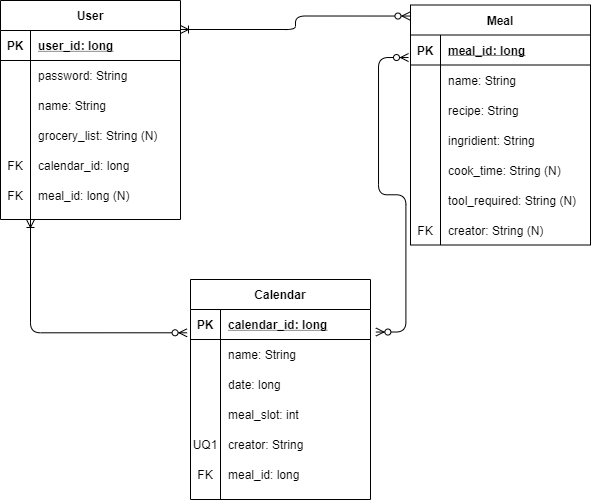 User
PK user_id: long
password: String
name: String
grocery_list: String (N)
FK calendar_id: long
FK meal_id: long (N)
Meal
PK meal_id: long
name: String
recipe: String
ingridient: String
cook_time: String (N)
tool_required: String (N)
FK creator: String (N)
Calendar
PK calendar_id: long
name: String
date: long
meal_slot: int
UQ1 creator: String
FK meal_id: long